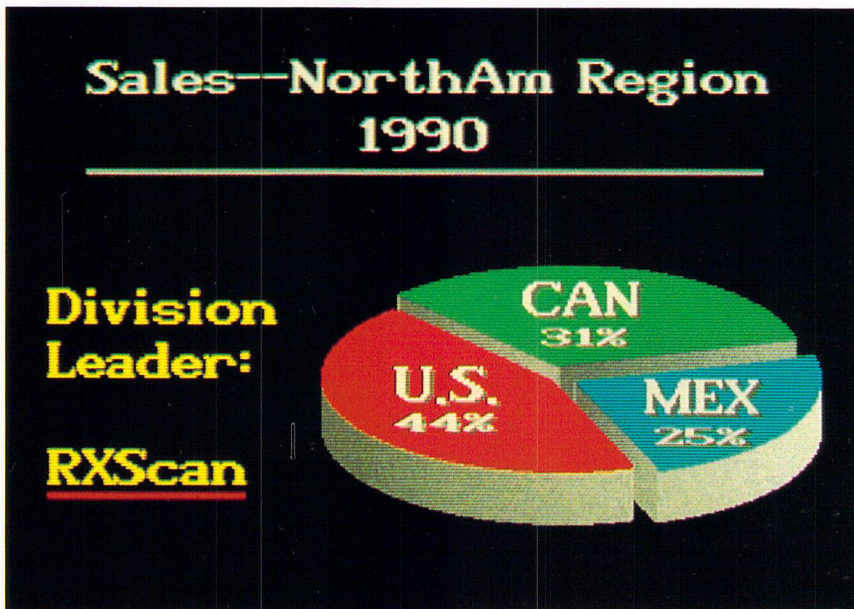 Sales—NorthAm Region
1990
Division
Leader:
RXScan
CAN
31%
U.S.
44%
MEX
25%